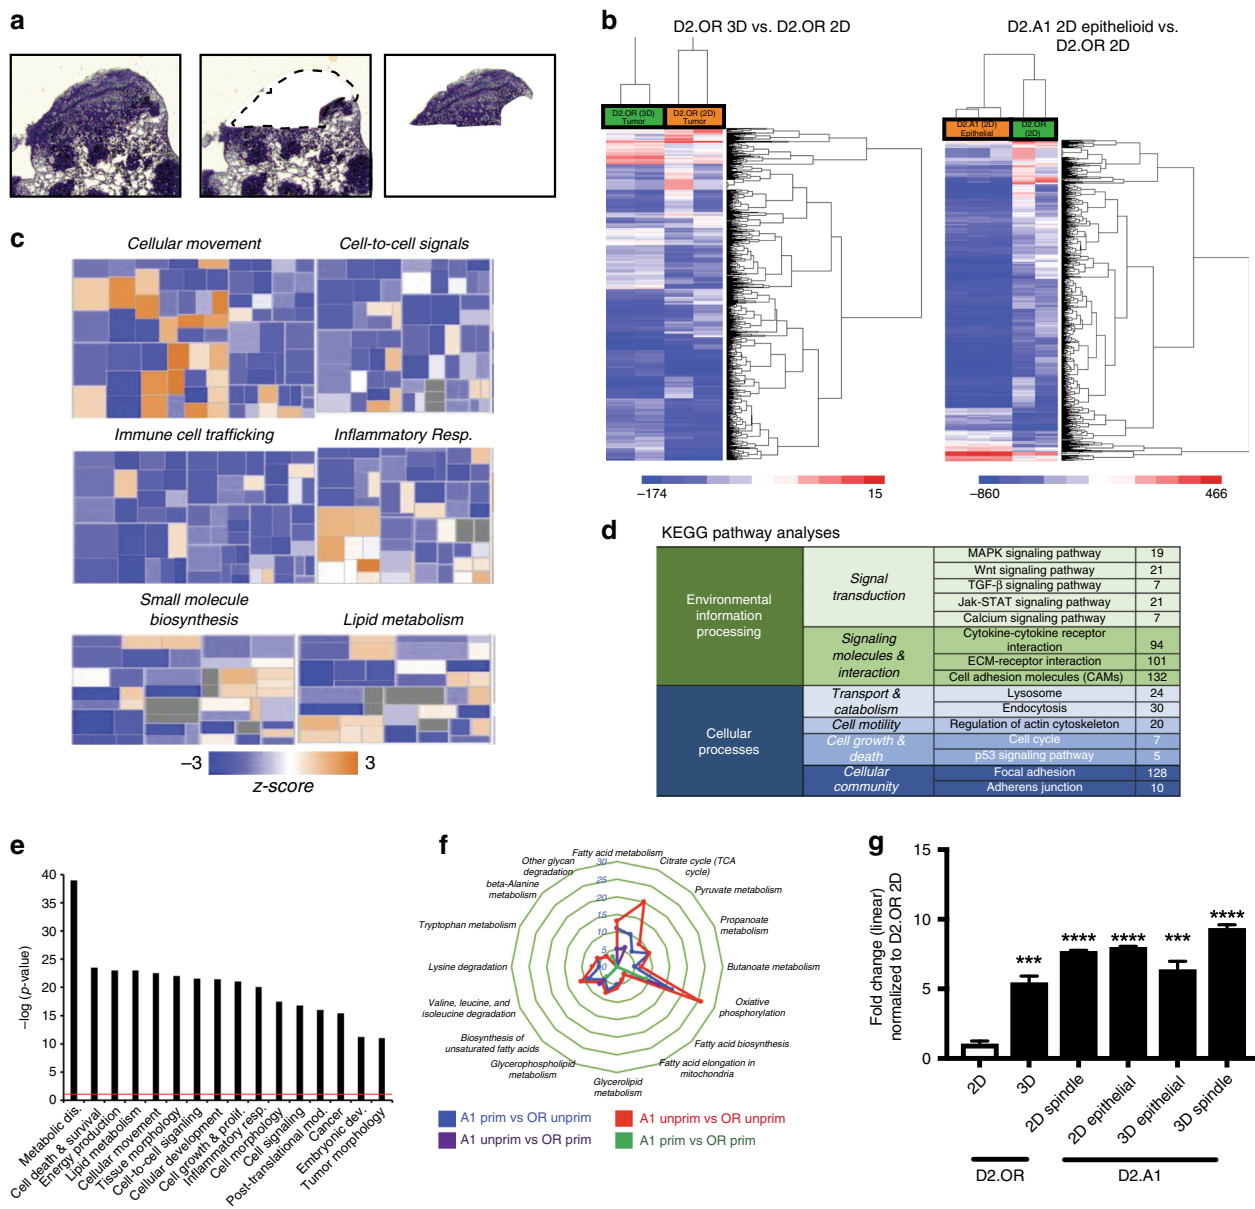 a
b
D2.OR 3D vs. D2.OR 2D
D2.A1 2D epithelioid vs.
D2.OR 2D
D2.OR (3D)
Tumor
D2.OR (2D)
Tumor
D2.A1 (2D)
Epithelial
D2.OR
(2D)
−174
15
−860
466
c
Cellular movement
Cell-to-cell signals
Immune cell trafficking
Inflammatory Resp.
Small molecule
biosynthesis
Lipid metabolism
−3
3
z-score
d
KEGG pathway analyses
Environmental
information
processing
Signal
transduction
MAPK signaling pathway 19
Wnt signaling pathway 21
TGF-β signaling pathway 7
Jak-STAT signaling pathway 21
Calcium signaling pathway 7
Signaling
molecules &
interaction
Cytokine-cytokine receptor
interaction 94
ECM-receptor interaction 101
Cell adhesion molecules (CAMs) 132
Cellular
processes
Transport &
catabolism
Lysosome 24
Endocytosis 30
Cell motility
Regulation of actin cytoskeleton 20
Cell growth &
death
Cell cycle 7
p53 signaling pathway 5
Cellular
community
Focal adhesion 128
Adherens junction 10
e
−log (p-value)
40
35
30
25
20
15
10
5
0
Metabolic dis.
Cell death & survival
Energy production
Lipid metabolism
Cellular movement
Tissue morphology
Cell-to-cell signaling
Cellular development
Cell growth & prolif.
Inflammatory resp.
Cell morphology
Cell signaling
Post-translational mod.
Cancer
Embryonic dev.
Tumor morphology
f
Fatty acid metabolism
Citrate cycle (TCA
cycle)
Pyruvate metabolism
Propanoate
metabolism
Butanoate metabolism
Oxiative
phosphorylation
Fatty acid biosynthesis
Fatty acid elongation in
mitochondria
Glycerolipid
metabolism
Glycerophospholipid
metabolism
Biosynthesis of
unsaturated fatty acids
Valine, leucine, and
isoleucine degradation
Lysine degradation
Tryptophan metabolism
beta-Alanine
metabolism
Other glycan
degradation
30
25
20
15
10
5
0
A1 prim vs OR unprim
A1 unprim vs OR unprim
A1 unprim vs OR prim
A1 prim vs OR prim
g
Fold change (linear)
normalized to D2.OR 2D
15
10
5
0
***
****
****
***
****
2D
3D
2D spindle
2D epithelial
3D epithelial
3D spindle
D2.OR
D2.A1